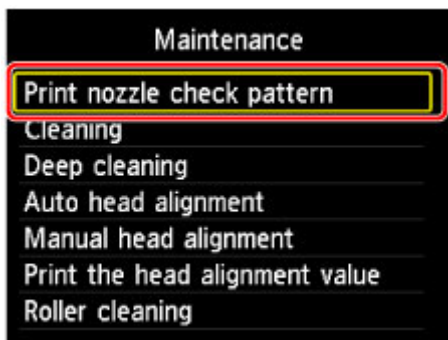 Maintenance
Print nozzle check pattern
Cleaning
Deep cleaning
Auto head alignment
Manual head alignment
Print the head alignment value
Roller cleaning